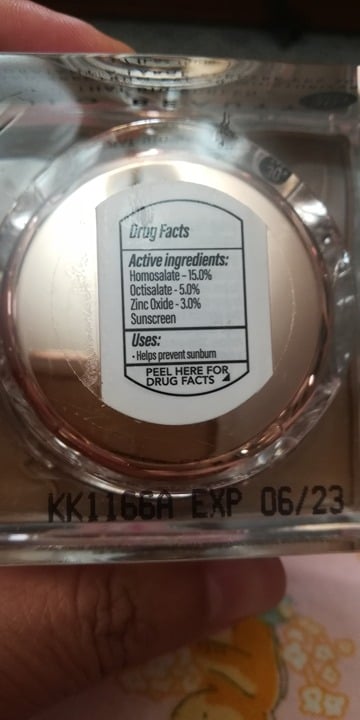 Drug Facts
Active ingredients:
Homosalate - 15.0%
Octisalate - 5.0%
Zinc Oxide - 3.0%
Sunscreen
Uses:
• Helps prevent sunburn
PEEL HERE FOR
DRUG FACTS
KK1166A EXP 06/23